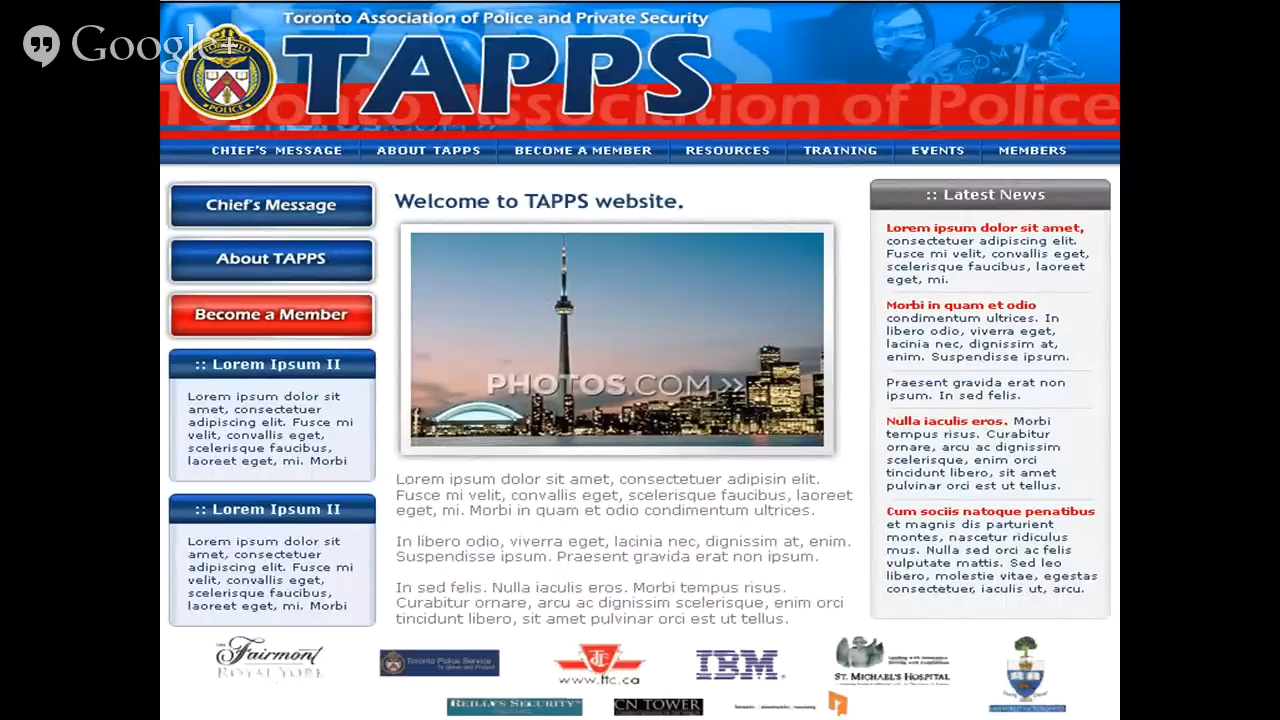 Google+
Toronto Association of Police and Private Security
TAPPS
Toronto Association of Police
POLICE
CHIEF'S MESSAGE
ABOUT TAPPS
BECOME A MEMBER
RESOURCES
TRAINING
EVENTS
MEMBERS
Chief's Message
About TAPPS
Become a Member
:: Lorem Ipsum II
Lorem ipsum dolor sit
amet, consectetuer
adipiscing elit. Fusce mi
velit, convallis eget,
scelerisque faucibus,
laoreet eget, mi. Morbi
:: Lorem Ipsum II
Lorem ipsum dolor sit
amet, consectetuer
adipiscing elit. Fusce mi
velit, convallis eget,
scelerisque faucibus,
laoreet eget, mi. Morbi
Welcome to TAPPS website.
PHOTOS.COM»
Lorem ipsum dolor sit amet, consectetuer adipisin elit.
Fusce mi velit, convallis eget, scelerisque faucibus, laoreet
eget, mi. Morbi in quam et odio condimentum ultrices.
In libero odio, viverra eget, lacinia nec, dignissim at, enim.
Suspendisse ipsum. Praesent gravida erat non ipsum.
In sed felis. Nulla iaculis eros. Morbi tempus risus.
Curabitur ornare, arcu ac dignissim scelerisque, enim orci
tincidunt libero, sit amet pulvinar orci est ut tellus.
:: Latest News
Lorem ipsum dolor sit amet,
consectetuer adipiscing elit.
Fusce mi velit, convallis eget,
scelerisque faucibus, laoreet
eget, mi.
Morbi in quam et odio
condimentum ultrices. In
libero odio, viverra eget,
lacinia nec, dignissim at,
enim. Suspendisse ipsum.
Praesent gravida erat non
ipsum. In sed felis.
Nulla iaculis eros. Morbi
tempus risus. Curabitur
ornare, arcu ac dignissim
scelerisque, enim orci
tincidunt libero, sit amet
pulvinar orci est ut tellus.
Cum sociis natoque penatibus
et magnis dis parturient
montes, nascetur ridiculus
mus. Nulla sed orci ac felis
vulputate mattis. Sed leo
libero, molestie vitae, egestas
consectetuer, iaculis ut, arcu.
THE
Fairmont
Toronto Police Service
To Serve and Protect
TTC
www.ttc.ca
IBM
ST. MICHAEL'S HOSPITAL
UNIVERSITY OF TORONTO
REILLY'S SECURITY
CN TOWER